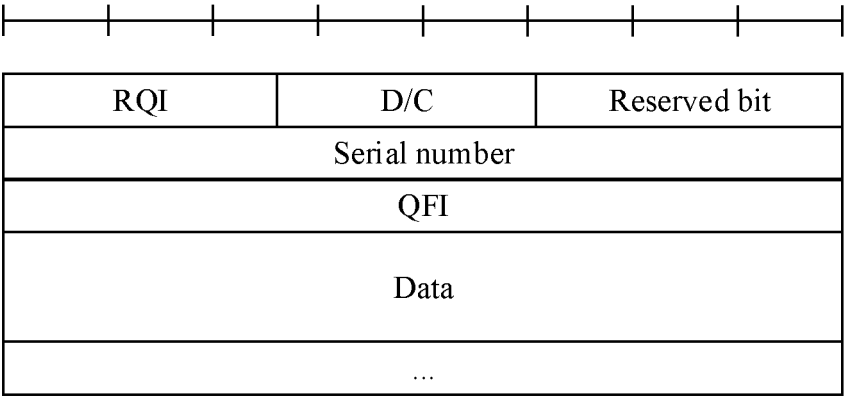 RQI D/C Reserved bit
Serial number
QFI
Data
...